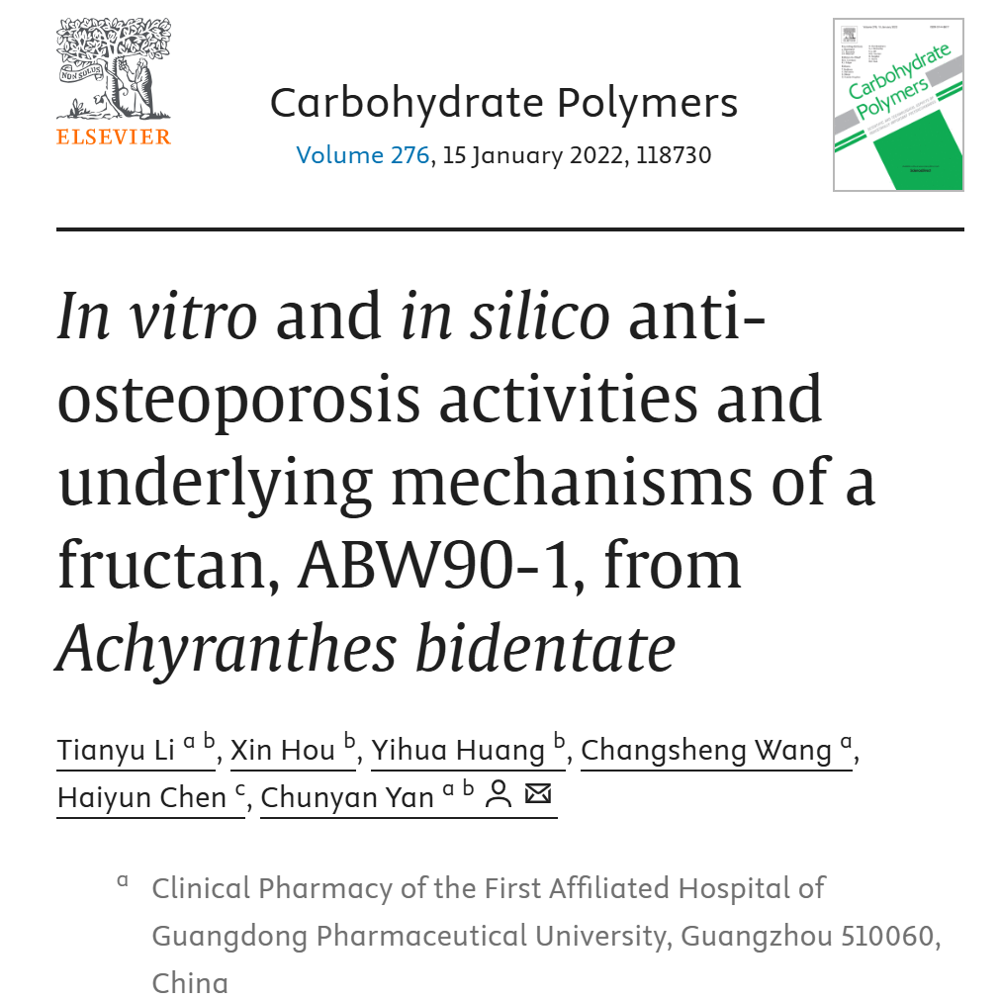 NON SOLUS
ELSEVIER
Carbohydrate Polymers
Volume 276, 15 January 2022, 118730
Carbohydrate
Polymers
In vitro and in silico anti-
osteoporosis activities and
underlying mechanisms of a
fructan, ABW90-1, from
Achyranthes bidentate
Tianyu Li a b, Xin Hou b, Yihua Huang b, Changsheng Wang a,
Haiyun Chen c, Chunyan Yan a b
a Clinical Pharmacy of the First Affiliated Hospital of
Guangdong Pharmaceutical University, Guangzhou 510060,
China